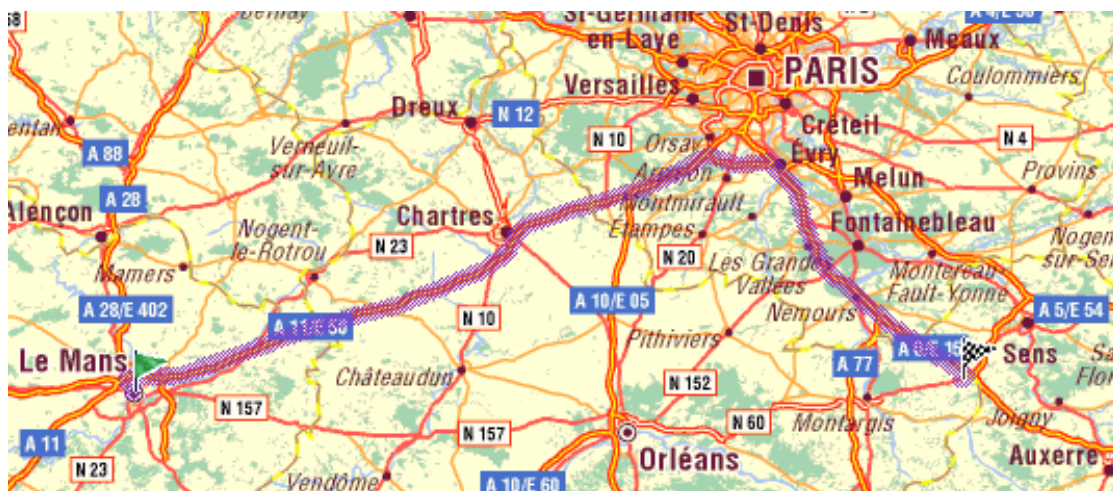 St-Germain-
en-Laye
St-Denis
Meaux
PARIS
Coulommiers
Versailles
Dreux
N 12
N 10
Orsay
Créteil
N 4
A 88
Verneuil-
sur-Avre
Évry
Provins
A 28
Arpajon
Melun
Alençon
Chartres
Montmirault
Fontainebleau
Nogent-
le-Rotrou
N 23
Étampes
Nogen
sur-Sei
Mamers
N 20
Les Grandes
Vallées
Montereau
Fault-Yonne
A 28/E 402
A 10/E 05
A 5/E 54
N 10
Nemours
Pithiviers
Le Mans
Sens
Châteaudun
A 77
N 152
N 157
Montargis
Joigny
A 11
N 157
N 60
Orléans
Auxerre
N 23
Vendôme
A 10/E 60